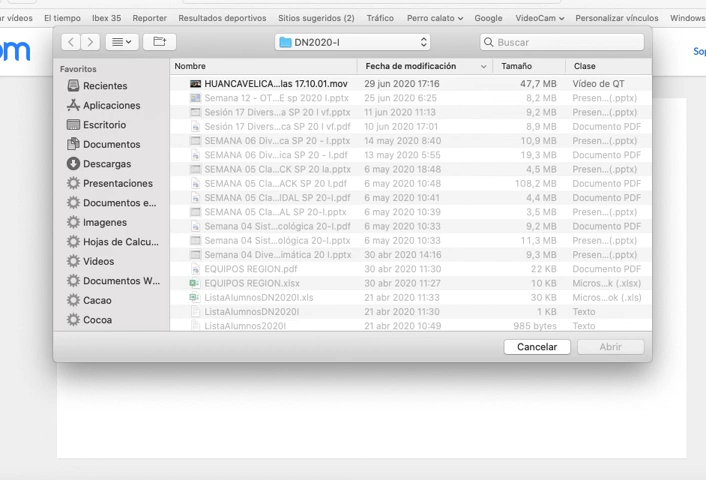 ar vídeos El tiempo Ibex 35 Reporter Resultados deportivos Sitios sugeridos (2) Tráfico Perro calato Google VideoCam Personalizar vínculos Windows
om
Sop
DN2020-I
Buscar
Favoritos
Recientes
Aplicaciones
Escritorio
Documentos
Descargas
Presentaciones
Documentos e...
Imagenes
Hojas de Calcu...
Videos
Documentos W...
Cacao
Cocoa
Nombre Fecha de modificación Tamaño Clase
HUANCAVELICA...las 17.10.01.mov 29 jun 2020 17:16 47,7 MB Vídeo de QT
Semana 12 - OT...E sp 2020 I.pptx 25 jun 2020 6:25 8,2 MB Presen...(.pptx)
Sesión 17 Divers...a SP 20 I vf.pptx 11 jun 2020 11:13 9,2 MB Presen...(.pptx)
Sesión 17 Divers...a SP 20 I vf.pdf 10 jun 2020 17:01 8,9 MB Documento PDF
SEMANA 06 Div...ica SP 20 - I.pptx 14 may 2020 8:40 10,9 MB Presen...(.pptx)
SEMANA 06 Div...ica SP 20 - I.pdf 13 may 2020 5:55 19,3 MB Documento PDF
SEMANA 05 Cla...CK SP 20 Ia.pptx 6 may 2020 18:48 4,5 MB Presen...(.pptx)
SEMANA 05 Cla...ACK SP 20 I.pdf 6 may 2020 10:48 108,2 MB Documento PDF
SEMANA 05 Cla...IDAL SP 20-I.pdf 6 may 2020 10:41 4,4 MB Documento PDF
SEMANA 05 Cla...AL SP 20-I.pptx 6 may 2020 10:39 3,5 MB Presen...(.pptx)
Semana 04 Sist...cológica 20-I.pdf 6 may 2020 10:33 9,2 MB Documento PDF
Semana 04 Sist...ológica 20-I.pptx 6 may 2020 10:33 11,3 MB Presen...(.pptx)
Semana 04 Dive...imática 20 I.pptx 30 abr 2020 14:16 9,3 MB Presen...(.pptx)
EQUIPOS REGION.pdf 30 abr 2020 11:30 22 KB Documento PDF
EQUIPOS REGION.xlsx 30 abr 2020 11:27 10 KB Micros...k (.xlsx)
ListaAlumnosDN2020I.xls 21 abr 2020 11:33 30 KB Micros...ok (.xls)
ListaAlumnosDN2020I 21 abr 2020 11:30 1 KB Texto
ListaAlumnos2020I 21 abr 2020 10:49 985 bytes Texto
Cancelar Abrir